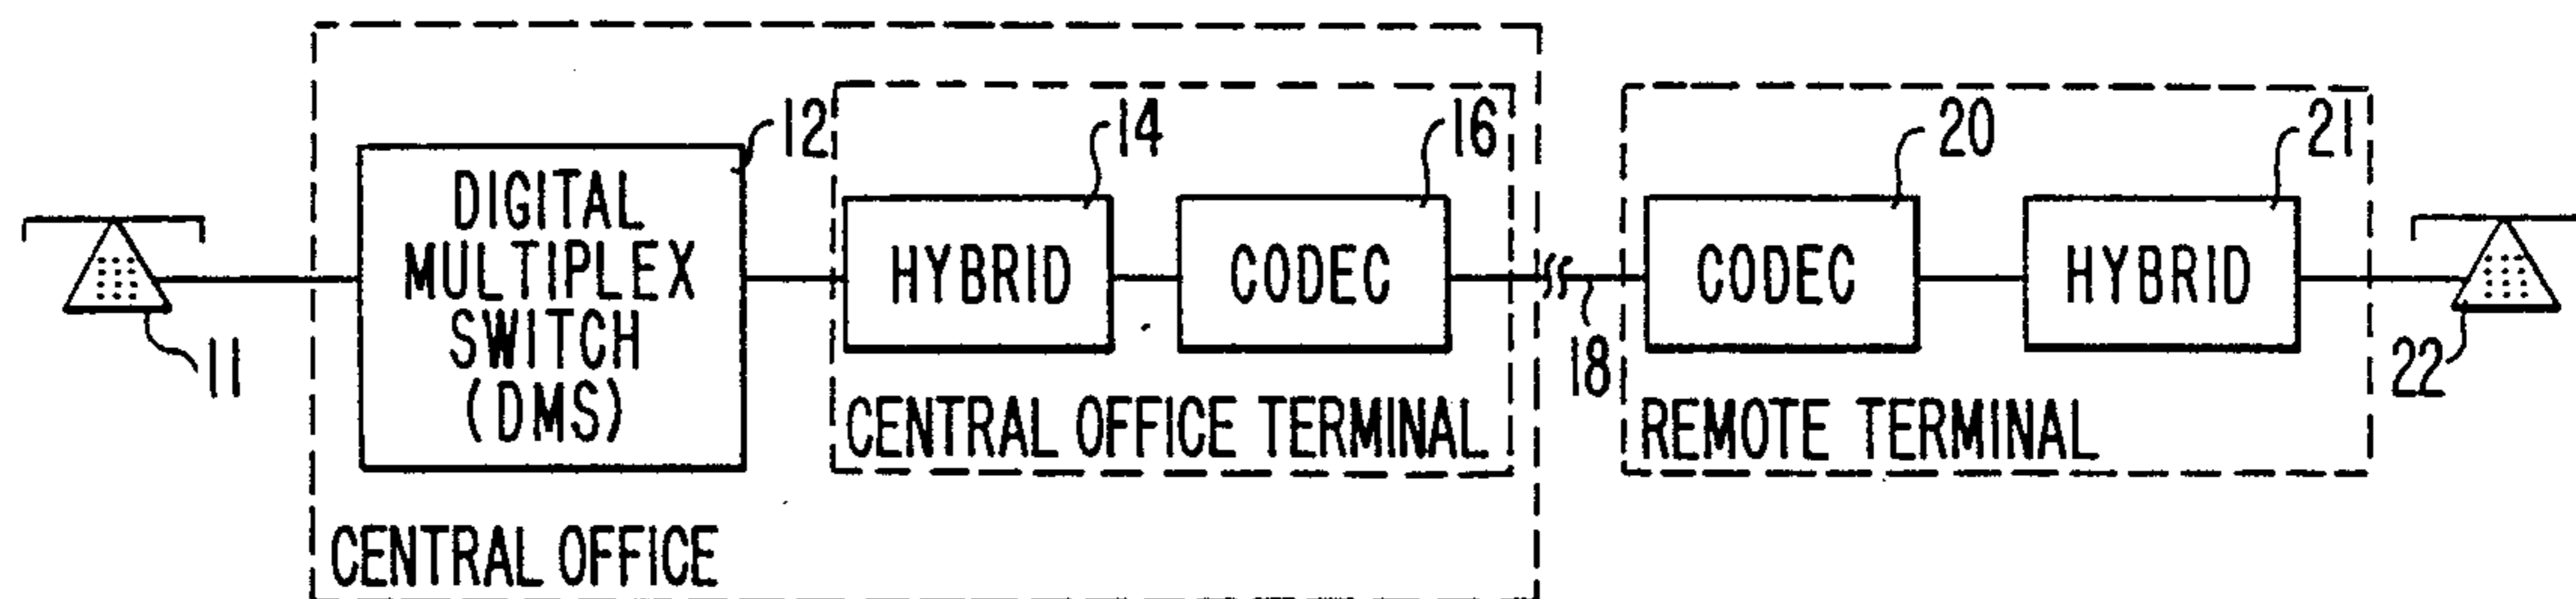 12
14
16
20
21
DIGITAL
MULTIPLEX
SWITCH
(DMS)
HYBRID
CODEC
CODEC
HYBRID
11
18
22
CENTRAL OFFICE TERMINAL
REMOTE TERMINAL
CENTRAL OFFICE